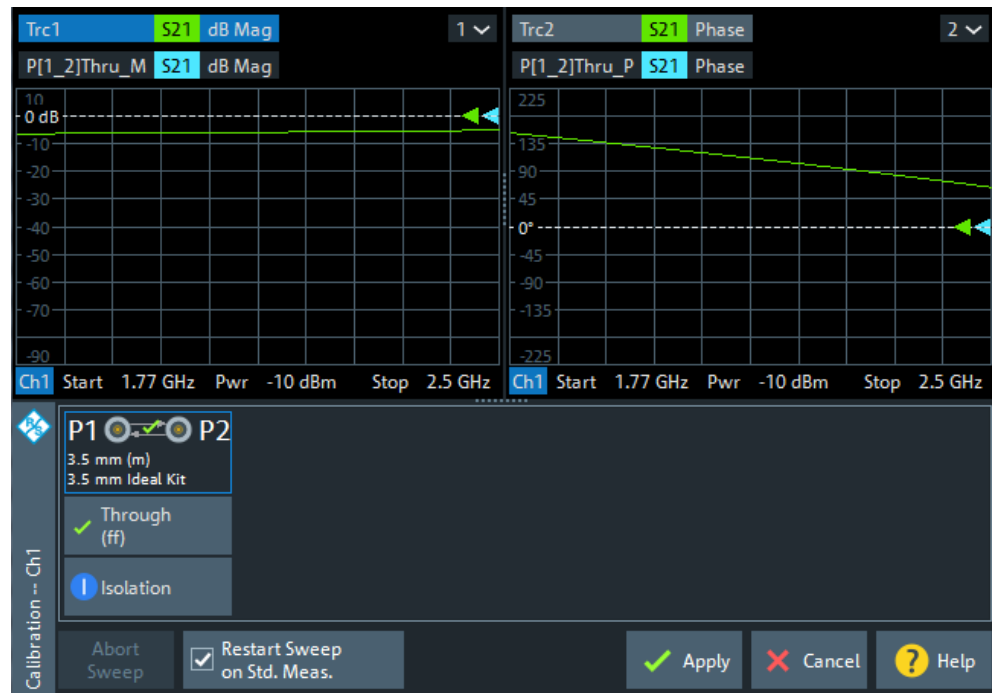 Trc1 S21 dB Mag 1
P[1_2]Thru_M S21 dB Mag
10
0 dB
-10
-20
-30
-40
-50
-60
-70
-90
Ch1 Start 1.77 GHz Pwr -10 dBm Stop 2.5 GHz
Trc2 S21 Phase 2
P[1_2]Thru_P S21 Phase
225
135
90
45
0°
-45
-90
-135
-225
Ch1 Start 1.77 GHz Pwr -10 dBm Stop 2.5 GHz
R/S
Calibration -- Ch1
P1 P2
3.5 mm (m)
3.5 mm Ideal Kit
Through
(ff)
Isolation
Abort
Sweep
Restart Sweep
on Std. Meas.
Apply
Cancel
? Help